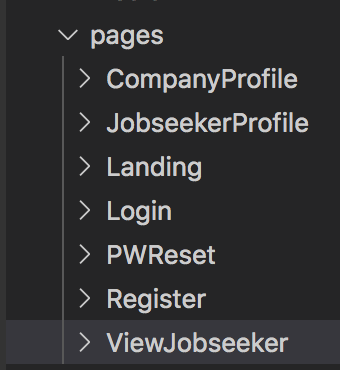 pages
CompanyProfile
JobseekerProfile
Landing
Login
PWReset
Register
ViewJobseeker